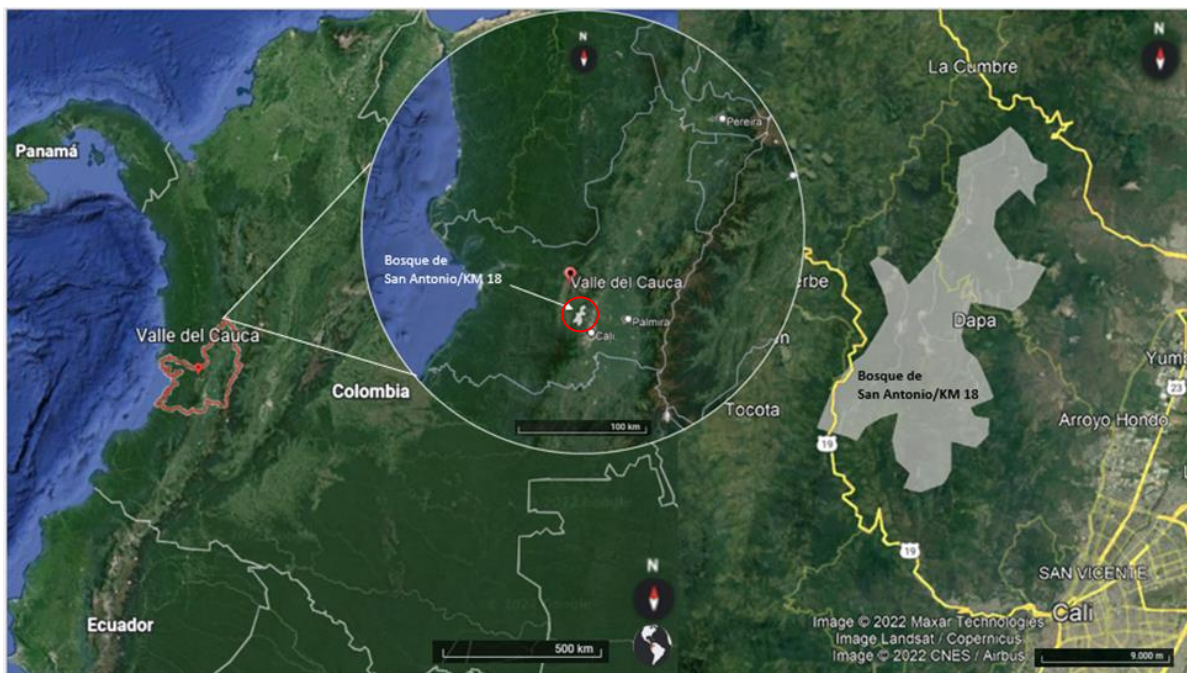 Panamá
Valle del Cauca
Colombia
Ecuador
500 km
N
N
Pereira
Bosque de
San Antonio/KM 18
Valle del Cauca
Palmira
Cali
100 km
N
La Cumbre
erbe
Dapa
Bosque de
San Antonio/KM 18
Tocota
Yumb
23
Arroyo Hondo
19
19
SAN VICENTE
Cali
Image © 2022 Maxar Technologies
Image Landsat / Copernicus
Image © 2022 CNES / Airbus
9.000 m